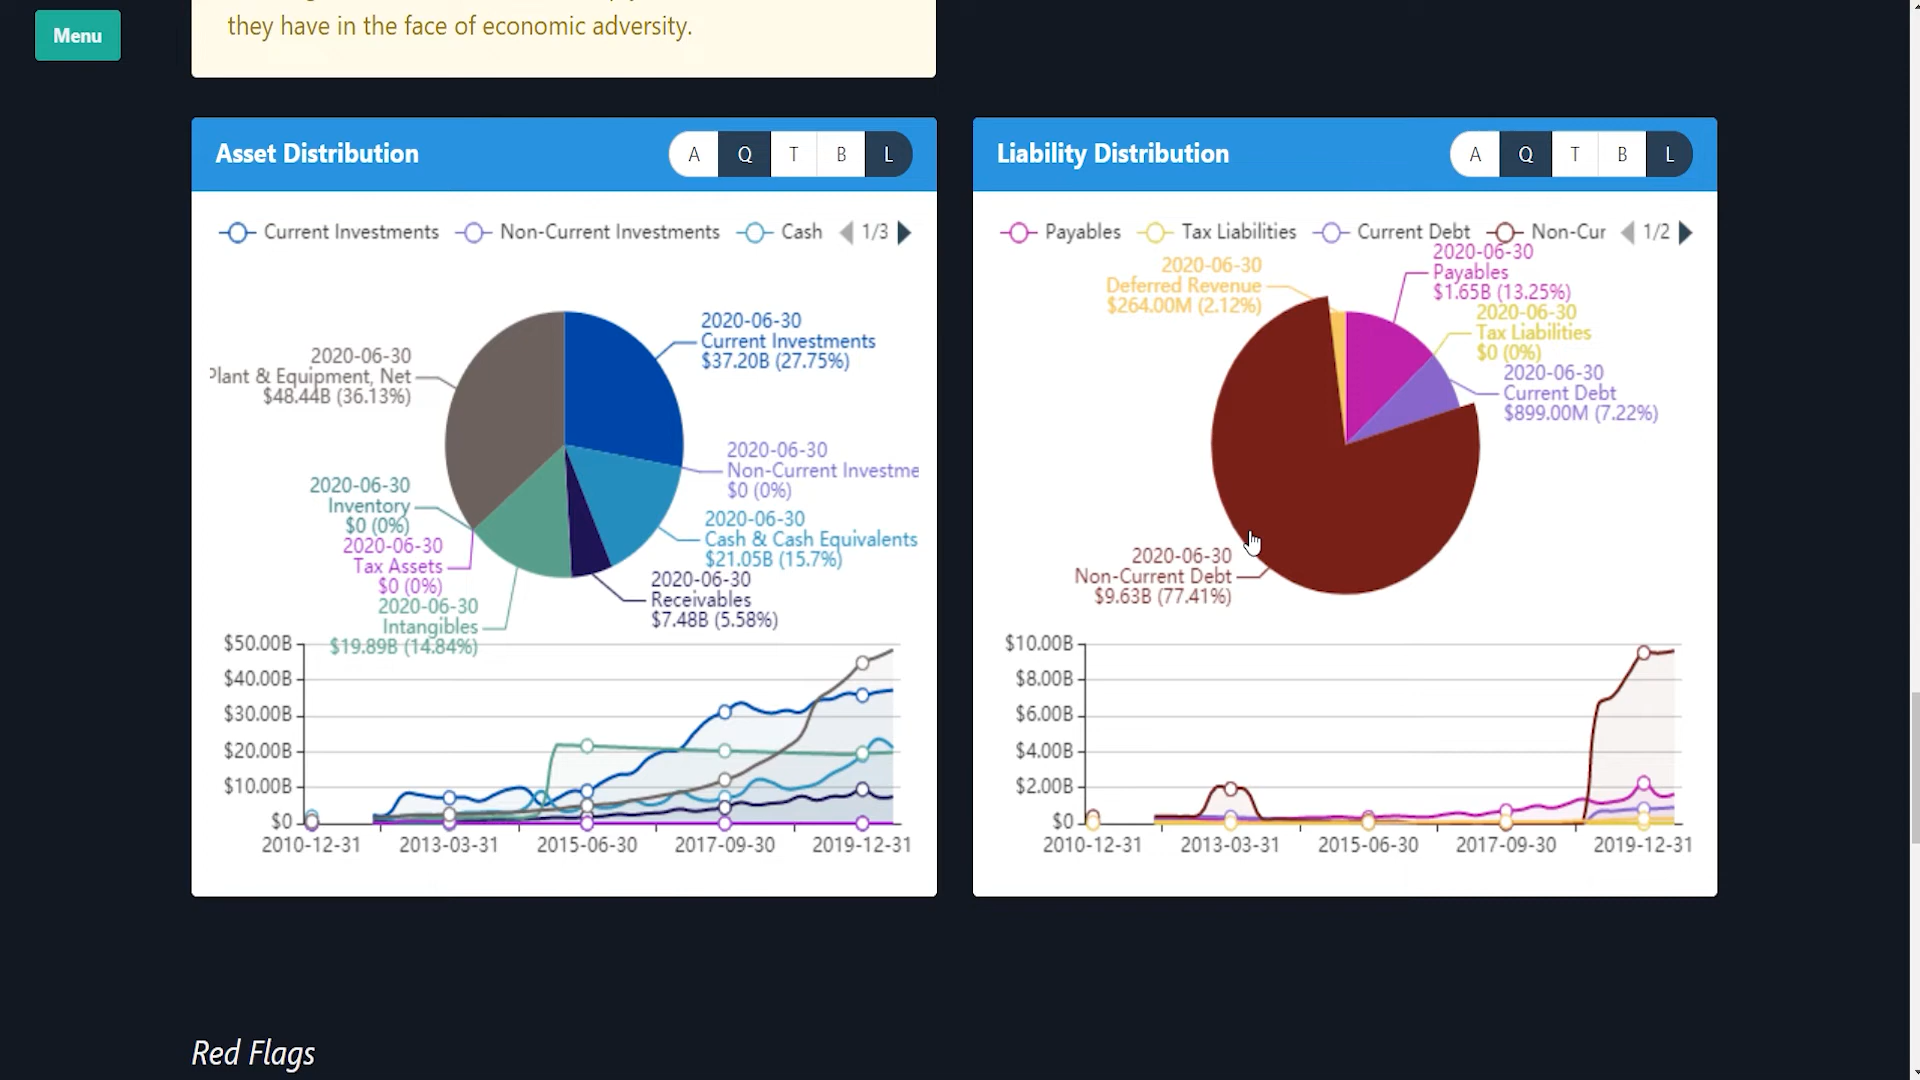 Menu
they have in the face of economic adversity.
Asset Distribution
A Q T B L
Current Investments Non-Current Investments Cash 1/3
2020-06-30
Current Investments
$37.20B (27.75%)
2020-06-30
Non-Current Investme
$0 (0%)
2020-06-30
Cash & Cash Equivalents
$21.05B (15.7%)
2020-06-30
Receivables
$7.48B (5.58%)
2020-06-30
Intangibles
$19.89B (14.84%)
2020-06-30
Tax Assets
$0 (0%)
2020-06-30
Inventory
$0 (0%)
2020-06-30
Plant & Equipment, Net
$48.44B (36.13%)
$50.00B
$40.00B
$30.00B
$20.00B
$10.00B
$0
2010-12-31 2013-03-31 2015-06-30 2017-09-30 2019-12-31
Liability Distribution
A Q T B L
Payables Tax Liabilities Current Debt Non-Cur 1/2
2020-06-30
Payables
$1.65B (13.25%)
2020-06-30
Tax Liabilities
$0 (0%)
2020-06-30
Current Debt
$899.00M (7.22%)
2020-06-30
Non-Current Debt
$9.63B (77.41%)
2020-06-30
Deferred Revenue
$264.00M (2.12%)
$10.00B
$8.00B
$6.00B
$4.00B
$2.00B
$0
2010-12-31 2013-03-31 2015-06-30 2017-09-30 2019-12-31
Red Flags